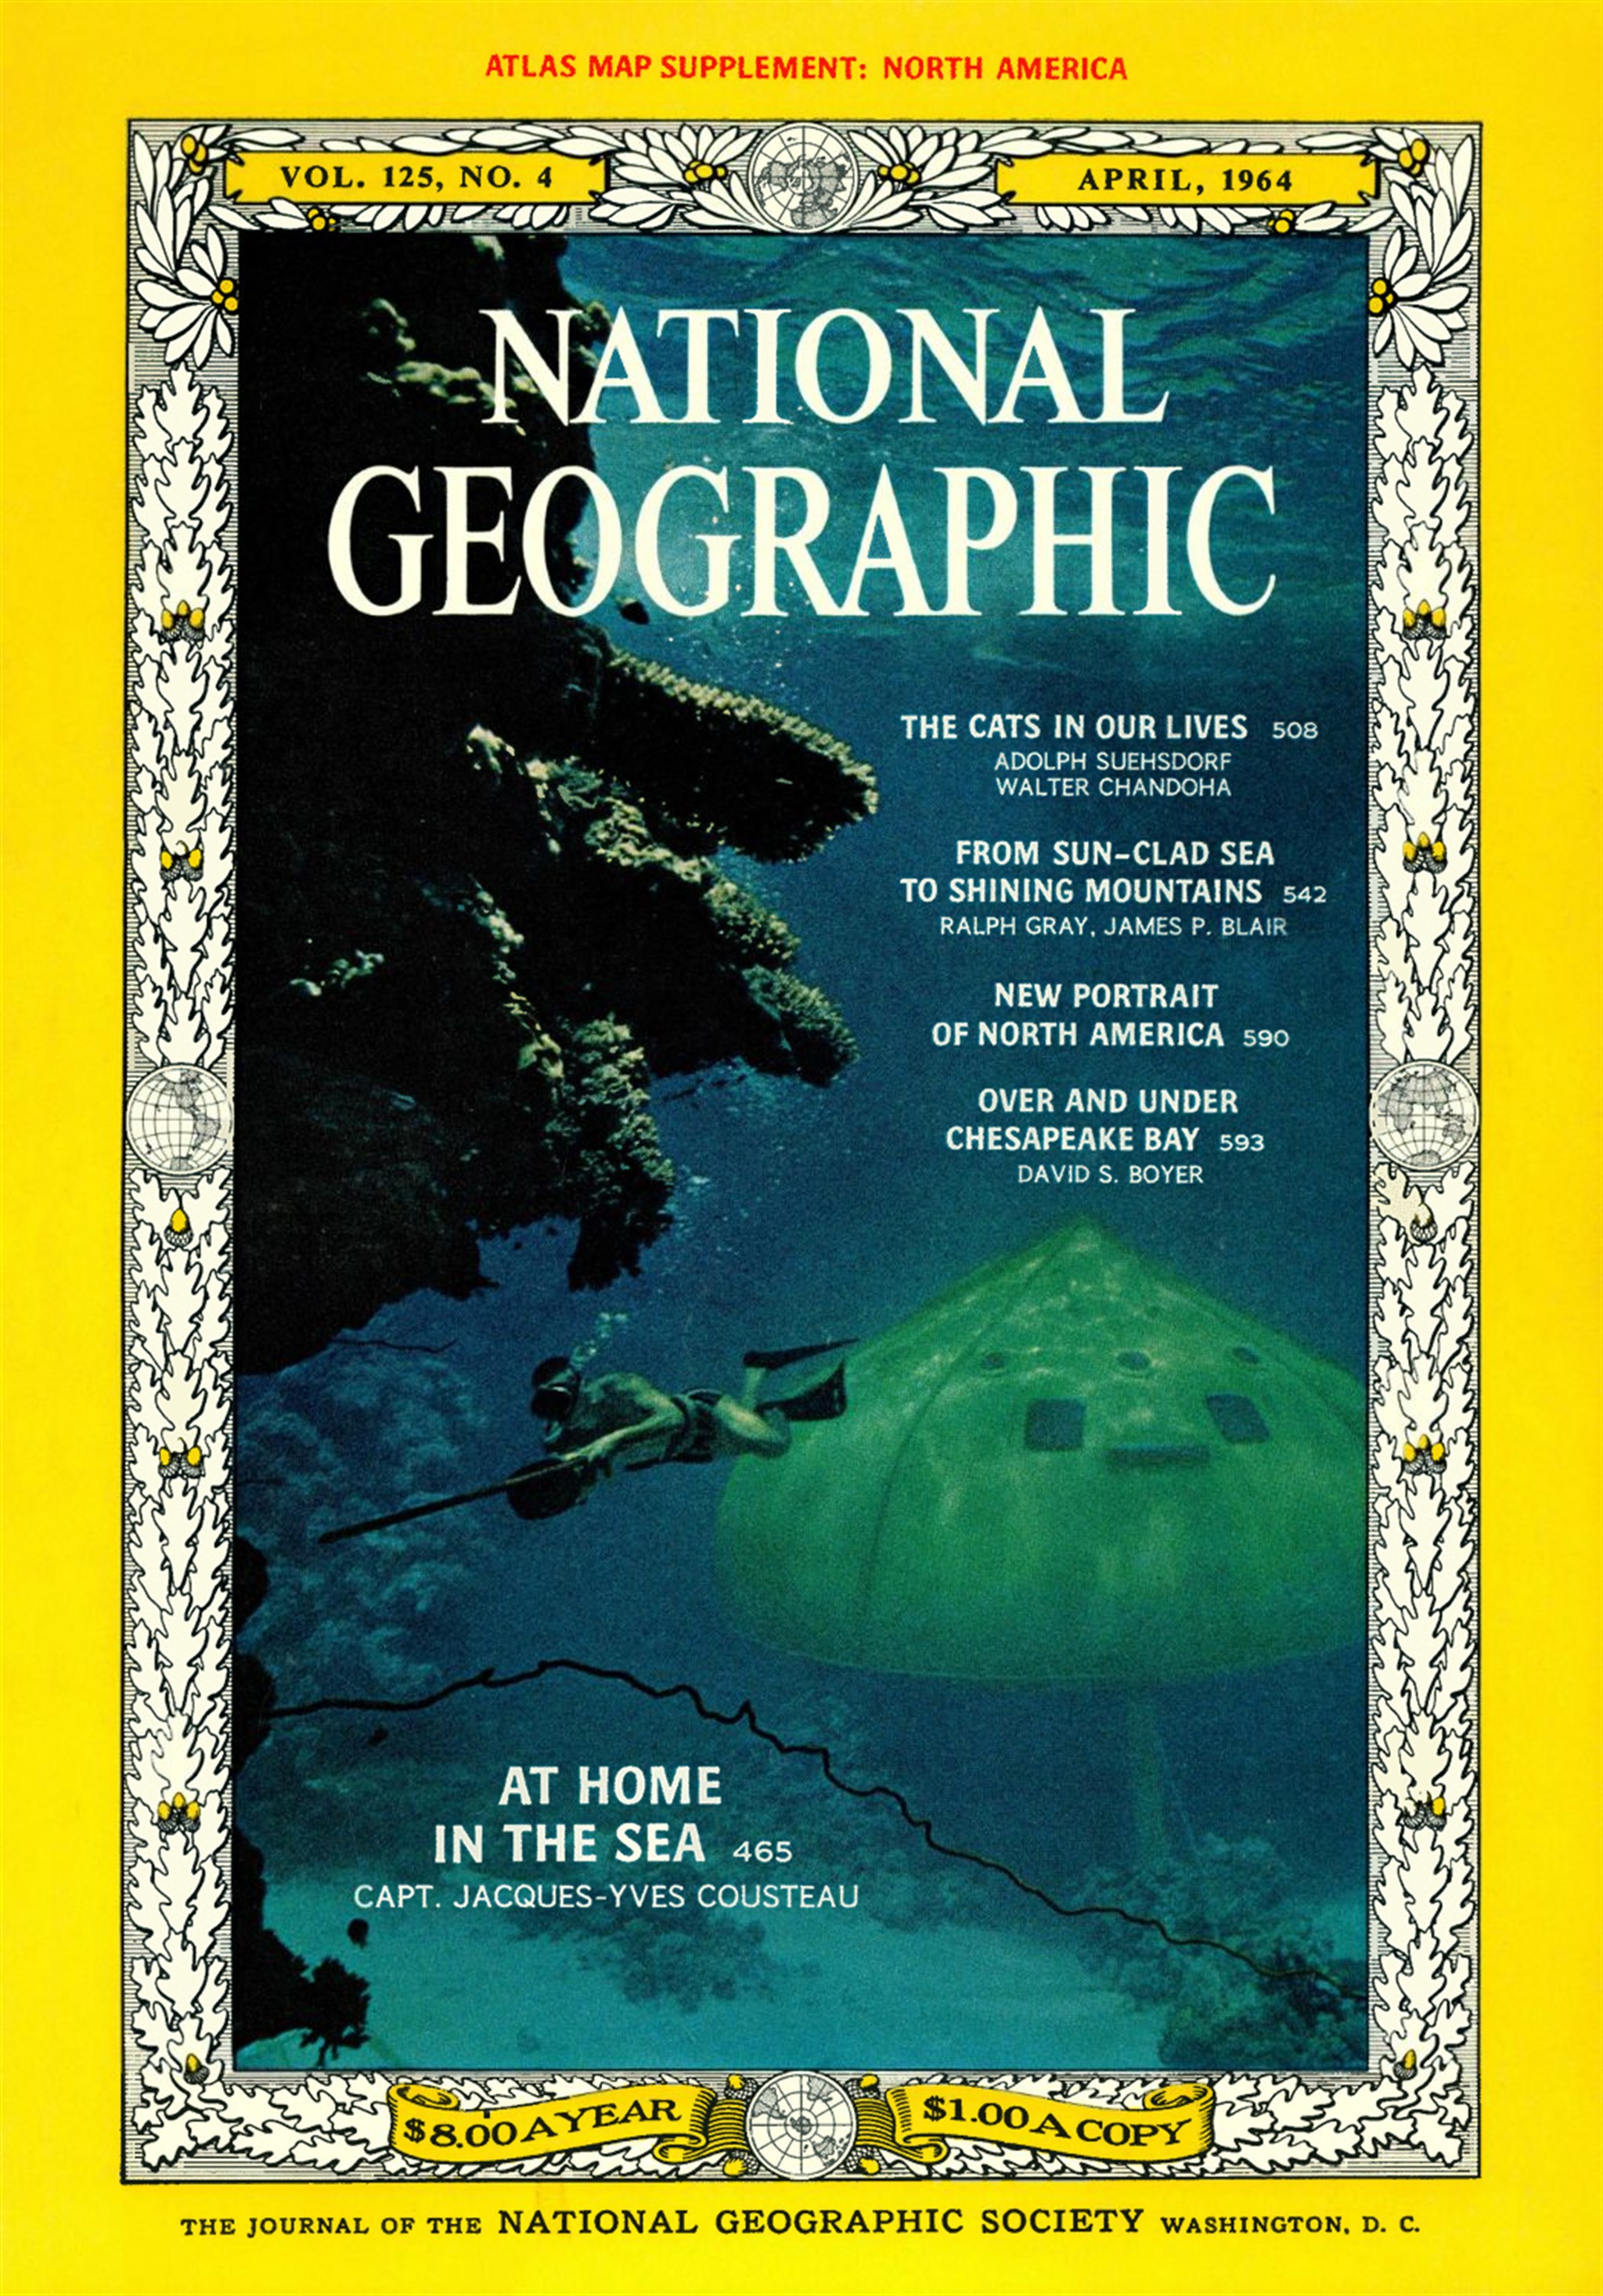 ATLAS MAP SUPPLEMENT: NORTH AMERICA
VOL. 125, NO. 4
APRIL, 1964
NATIONAL
GEOGRAPHIC
THE CATS IN OUR LIVES 508
ADOLPH SUEHSDORF
WALTER CHANDOHA
FROM SUN-CLAD SEA
TO SHINING MOUNTAINS 542
RALPH GRAY, JAMES P. BLAIR
NEW PORTRAIT
OF NORTH AMERICA 590
OVER AND UNDER
CHESAPEAKE BAY 593
DAVID S. BOYER
AT HOME
IN THE SEA 465
CAPT. JACQUES-YVES COUSTEAU
$8.00 A YEAR
$1.00 A COPY
THE JOURNAL OF THE NATIONAL GEOGRAPHIC SOCIETY WASHINGTON, D. C.